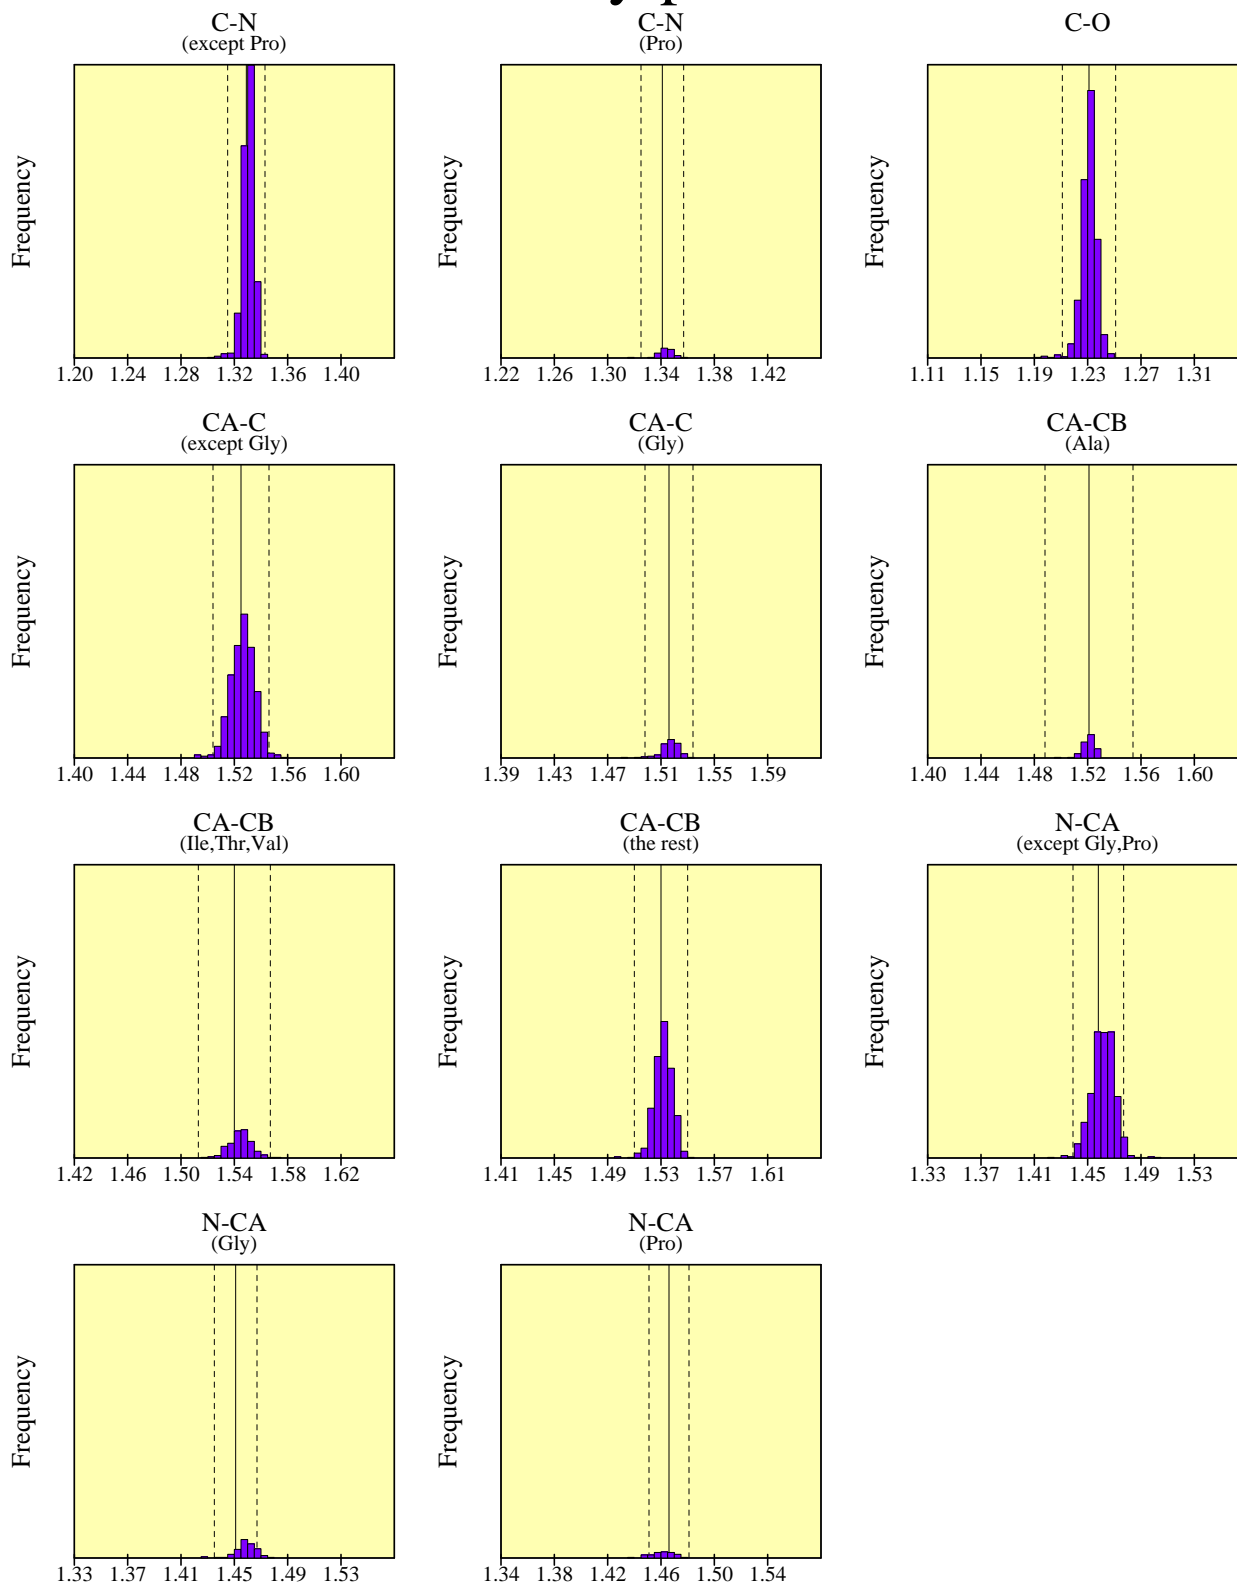 C-N
(except Pro)
C-N
(Pro)
C-O
Frequency
Frequency
Frequency
1.20 1.24 1.28 1.32 1.36 1.40
1.22 1.26 1.30 1.34 1.38 1.42
1.11 1.15 1.19 1.23 1.27 1.31
CA-C
(except Gly)
CA-C
(Gly)
CA-CB
(Ala)
Frequency
Frequency
Frequency
1.40 1.44 1.48 1.52 1.56 1.60
1.39 1.43 1.47 1.51 1.55 1.59
1.40 1.44 1.48 1.52 1.56 1.60
CA-CB
(Ile,Thr,Val)
CA-CB
(the rest)
N-CA
(except Gly,Pro)
Frequency
Frequency
Frequency
1.42 1.46 1.50 1.54 1.58 1.62
1.41 1.45 1.49 1.53 1.57 1.61
1.33 1.37 1.41 1.45 1.49 1.53
N-CA
(Gly)
N-CA
(Pro)
Frequency
Frequency
1.33 1.37 1.41 1.45 1.49 1.53
1.34 1.38 1.42 1.46 1.50 1.54